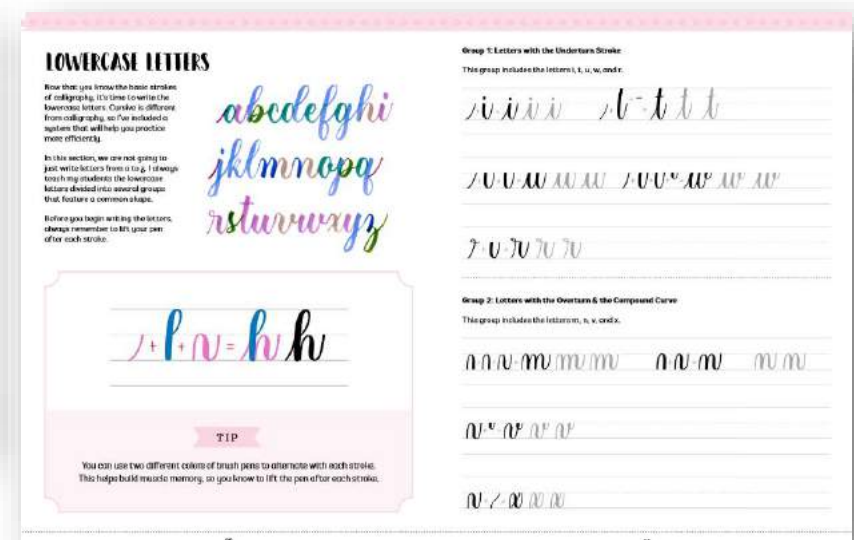 LOWERCASE LETTERS
Now that you know the basic strokes
of calligraphy, it's time to write the
lowercase letters. Cursive is different
from calligraphy, so I've included a
system that will help you practice
more efficiently.
In this section, we are not going to
just write letters from a to z. I always
teach my students the lowercase
letters divided into several groups
that feature a common shape.
Before you begin writing the letters,
always remember to lift your pen
after each stroke.
abcdefghi
jklmnopq
rstuvwxyz
+ l + n = h h
TIP
You can use two different colors of brush pens to alternate with each stroke.
This helps build muscle memory, so you know to lift the pen after each stroke.
Group 1: Letters with the Underturn Stroke
This group includes the letters i, t, u, w, and r.
i i i i t t t
u u u w w w
r r r
Group 2: Letters with the Overturn & the Compound Curve
This group includes the letters m, n, v, and x.
m m m n n n
v v v
x x x